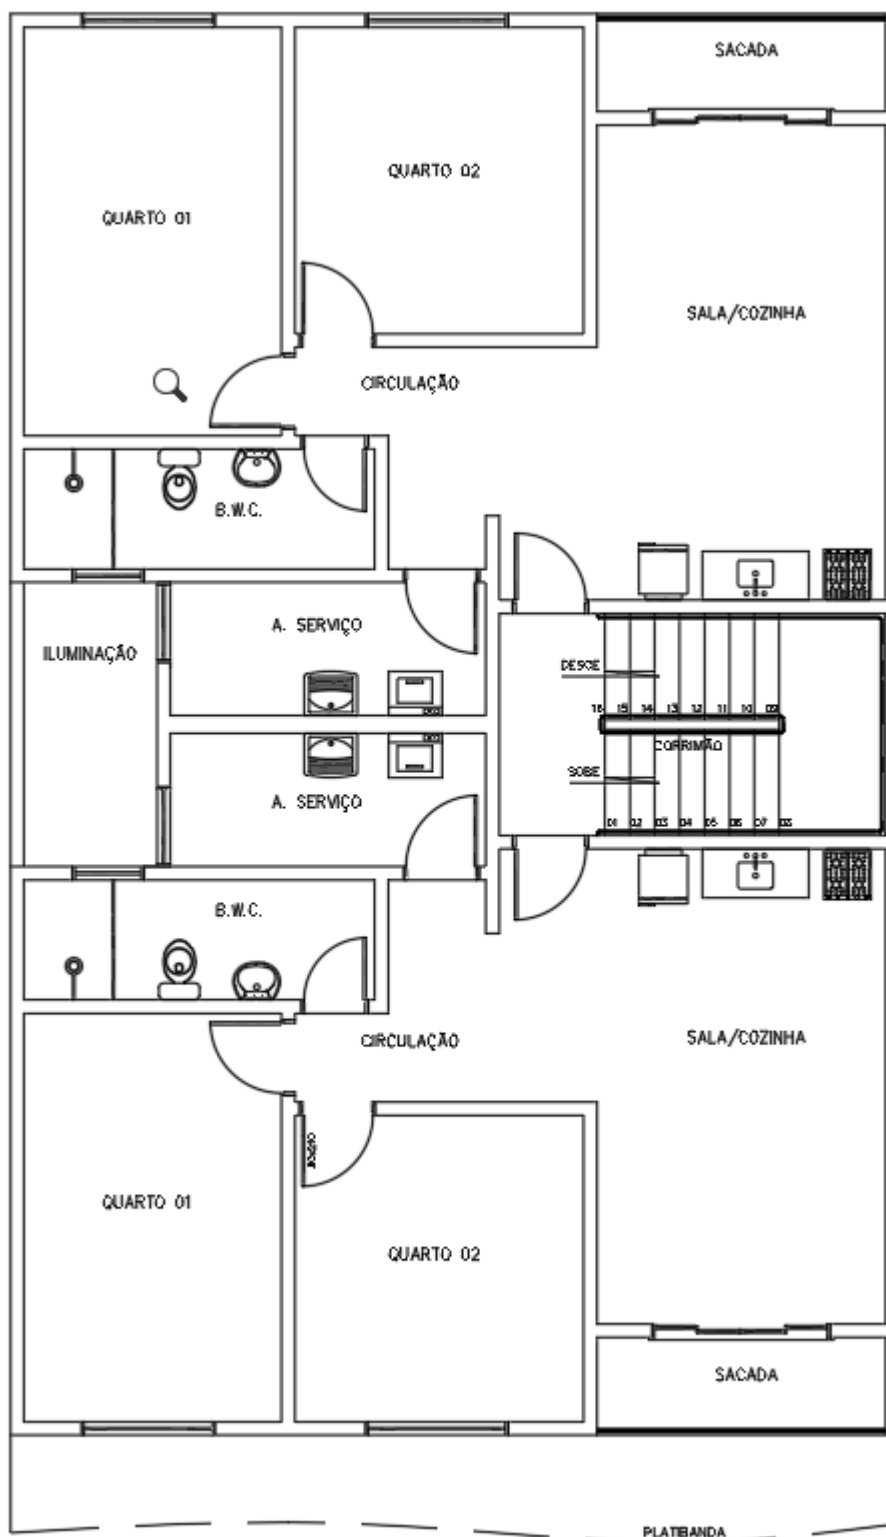 SACADA
QUARTO 02
QUARTO 01
SALA/COZINHA
CIRCULAÇÃO
B.W.C.
A. SERVIÇO
ILUMINAÇÃO
DESCE
16 15 14 13 12 11 10 09
CORRIMÃO
SOBE
A. SERVIÇO
01 02 03 04 05 06 07 08
B.W.C.
CIRCULAÇÃO
SALA/COZINHA
QUARTO 01
QUARTO 02
SACADA
PLATIBANDA